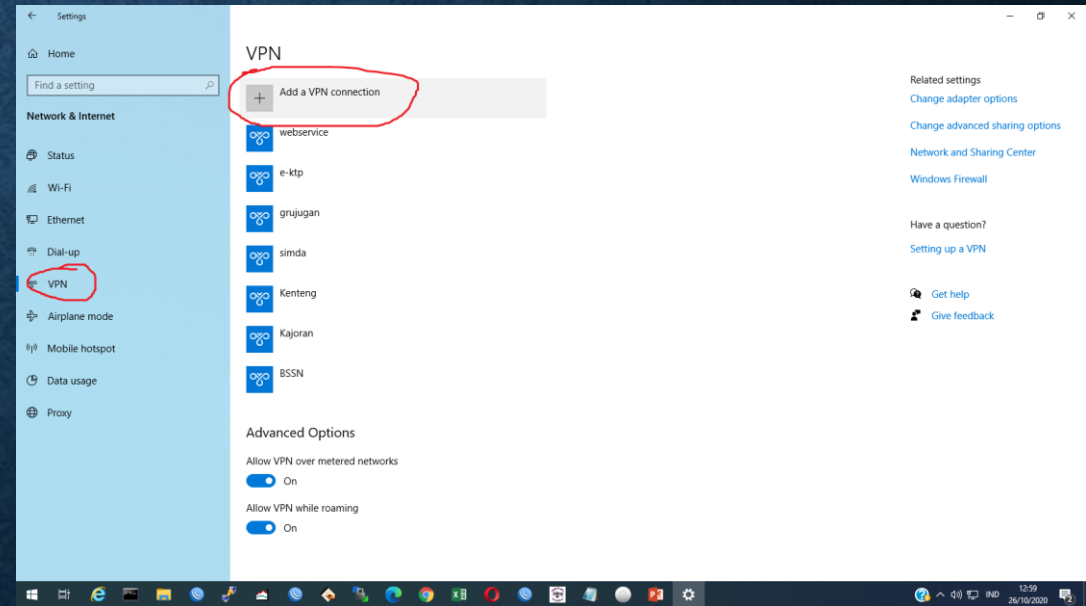 Settings
Home
Find a setting
Network & Internet
Status
Wi-Fi
Ethernet
Dial-up
VPN
Airplane mode
Mobile hotspot
Data usage
Proxy
VPN
Add a VPN connection
webservice
e-ktp
grujugan
simda
Kenteng
Kajoran
BSSN
Advanced Options
Allow VPN over metered networks
On
Allow VPN while roaming
On
Related settings
Change adapter options
Change advanced sharing options
Network and Sharing Center
Windows Firewall
Have a question?
Setting up a VPN
Get help
Give feedback
IND
12:59
26/10/2020